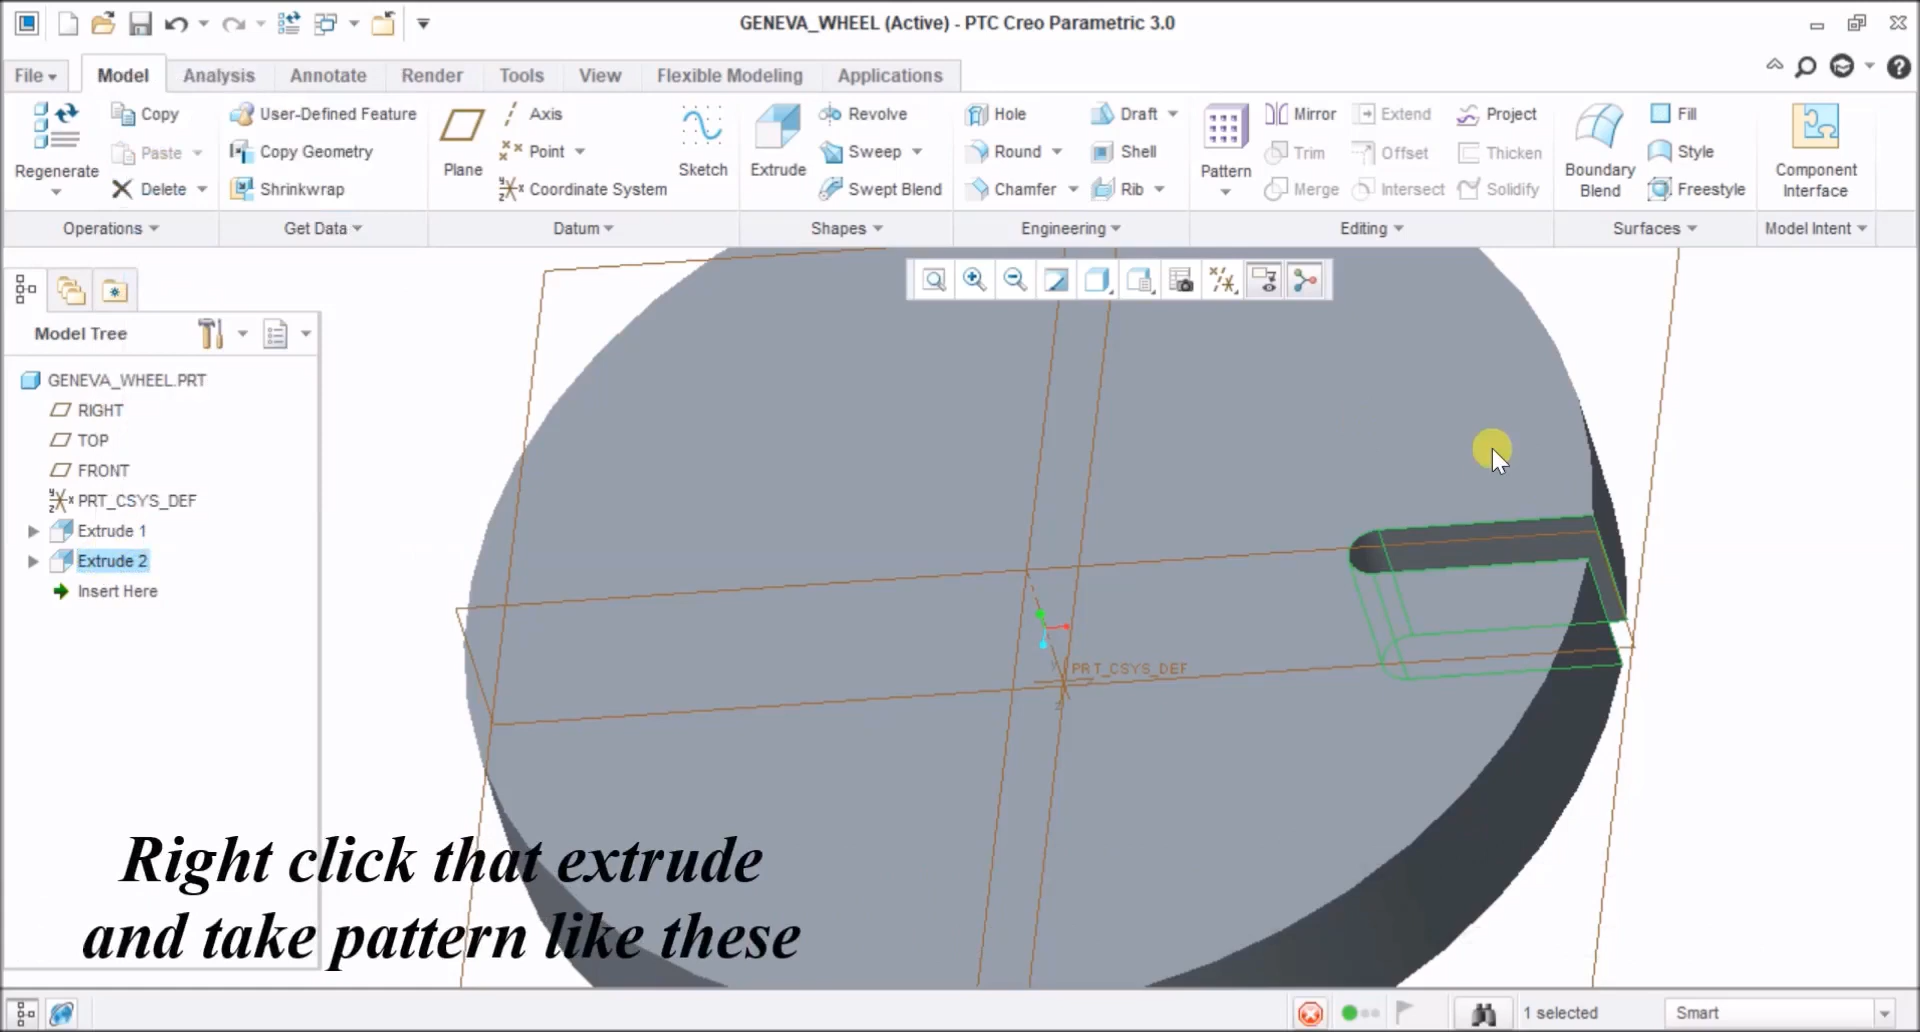 GENEVA_WHEEL (Active) - PTC Creo Parametric 3.0
File Model Analysis Annotate Render Tools View Flexible Modeling Applications
Regenerate
Copy
Paste
Delete
Operations
User-Defined Feature
Copy Geometry
Shrinkwrap
Get Data
Plane
Axis
Point
Coordinate System
Sketch
Datum
Extrude
Revolve
Sweep
Swept Blend
Shapes
Hole
Round
Chamfer
Draft
Shell
Rib
Engineering
Pattern
Mirror
Trim
Merge
Extend
Offset
Intersect
Project
Thicken
Solidify
Editing
Boundary
Blend
Fill
Style
Freestyle
Surfaces
Component
Interface
Model Intent
Model Tree
GENEVA_WHEEL.PRT
RIGHT
TOP
FRONT
PRT_CSYS_DEF
Extrude 1
Extrude 2
Insert Here
PRT_CSYS_DEF
Right click that extrude
and take pattern like these
1 selected
Smart